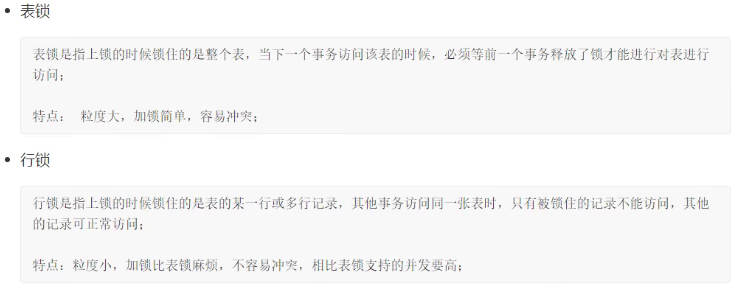 表锁
表锁是指上锁的时候锁住的是整个表，当下一个事务访问该表的时候，必须等前一个事务释放了锁才能进行对表进行
访问；
特点： 粒度大，加锁简单，容易冲突；
行锁
行锁是指上锁的时候锁住的是表的某一行或多行记录，其他事务访问同一张表时，只有被锁住的记录不能访问，其他
的记录可正常访问；
特点：粒度小，加锁比表锁麻烦，不容易冲突，相比表锁支持的并发要高；